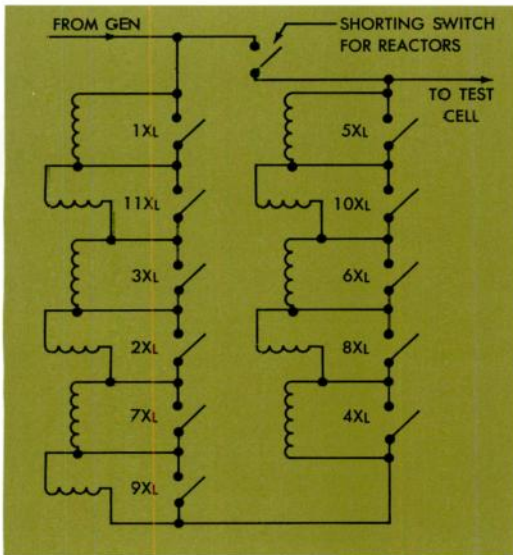 FROM GEN
SHORTING SWITCH
FOR REACTORS
TO TEST
CELL
1XL
11XL
3XL
2XL
7XL
9XL
5XL
10XL
6XL
8XL
4XL